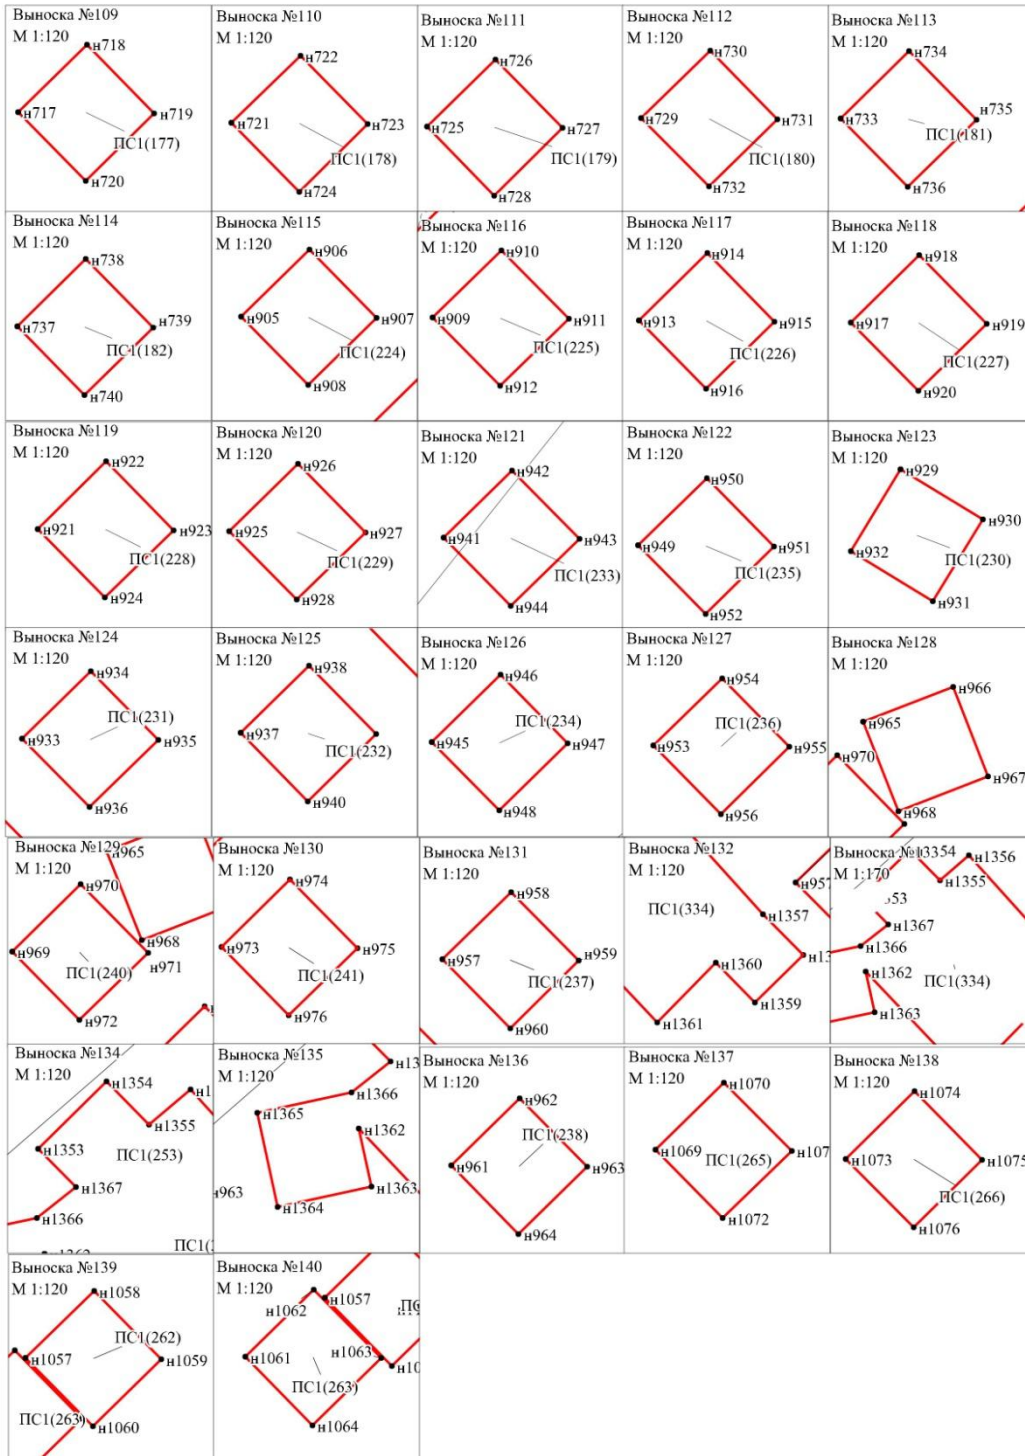 Выноска №109
М 1:120
н718
н717
н719
ПС1(177)
н720
Выноска №110
М 1:120
н722
н721
н723
ПС1(178)
н724
Выноска №111
М 1:120
н726
н725
н727
ПС1(179)
н728
Выноска №112
М 1:120
н730
н729
н731
ПС1(180)
н732
Выноска №113
М 1:120
н734
н735
н733
ПС1(181)
н736
Выноска №114
М 1:120
н738
н739
н737
ПС1(182)
н740
Выноска №115
М 1:120
н906
н905
н907
ПС1(224)
н908
Выноска №116
М 1:120
н910
н909
н911
ПС1(225)
н912
Выноска №117
М 1:120
н914
н913
н915
ПС1(226)
н916
Выноска №118
М 1:120
н918
н917
н919
ПС1(227)
н920
Выноска №119
М 1:120
н922
н921
н923
ПС1(228)
н924
Выноска №120
М 1:120
н926
н925
н927
ПС1(229)
н928
Выноска №121
М 1:120
н942
н941
н943
ПС1(233)
н944
Выноска №122
М 1:120
н950
н949
н951
ПС1(235)
н952
Выноска №123
М 1:120
н929
н930
н932
ПС1(230)
н931
Выноска №124
М 1:120
н934
ПС1(231)
н933
н935
н936
Выноска №125
М 1:120
н938
н937
ПС1(232)
н940
Выноска №126
М 1:120
н946
ПС1(234)
н945
н947
н948
Выноска №127
М 1:120
н954
ПС1(236)
н953
н955
н956
Выноска №128
М 1:120
н966
н965
н970
н967
н968
Выноска №129
М 1:120
н965
н970
н968
н969
н971
ПС1(240)
н972
Выноска №130
М 1:120
н974
н973
н975
ПС1(241)
н976
Выноска №131
М 1:120
н958
н957
н959
ПС1(237)
н960
Выноска №132
М 1:120
н957
ПС1(334)
н1357
н1360
н1359
н1361
М 1:170
н1356
н1355
н1367
н1366
н1362
ПС1(334)
н1363
Выноска №134
М 1:120
н1354
н1355
н1353
ПС1(253)
н1367
н1366
Выноска №135
М 1:120
н1366
н1365
н1362
н963
н1363
н1364
Выноска №136
М 1:120
н962
ПС1(238)
н961
н963
н964
Выноска №137
М 1:120
н1070
н1069
ПС1(265)
н1072
Выноска №138
М 1:120
н1074
н1073
н1075
ПС1(266)
н1076
Выноска №139
М 1:120
н1058
ПС1(262)
н1057
н1059
ПС1(263)
н1060
Выноска №140
М 1:120
н1062
н1057
н1061
н1063
ПС1(263)
н1064